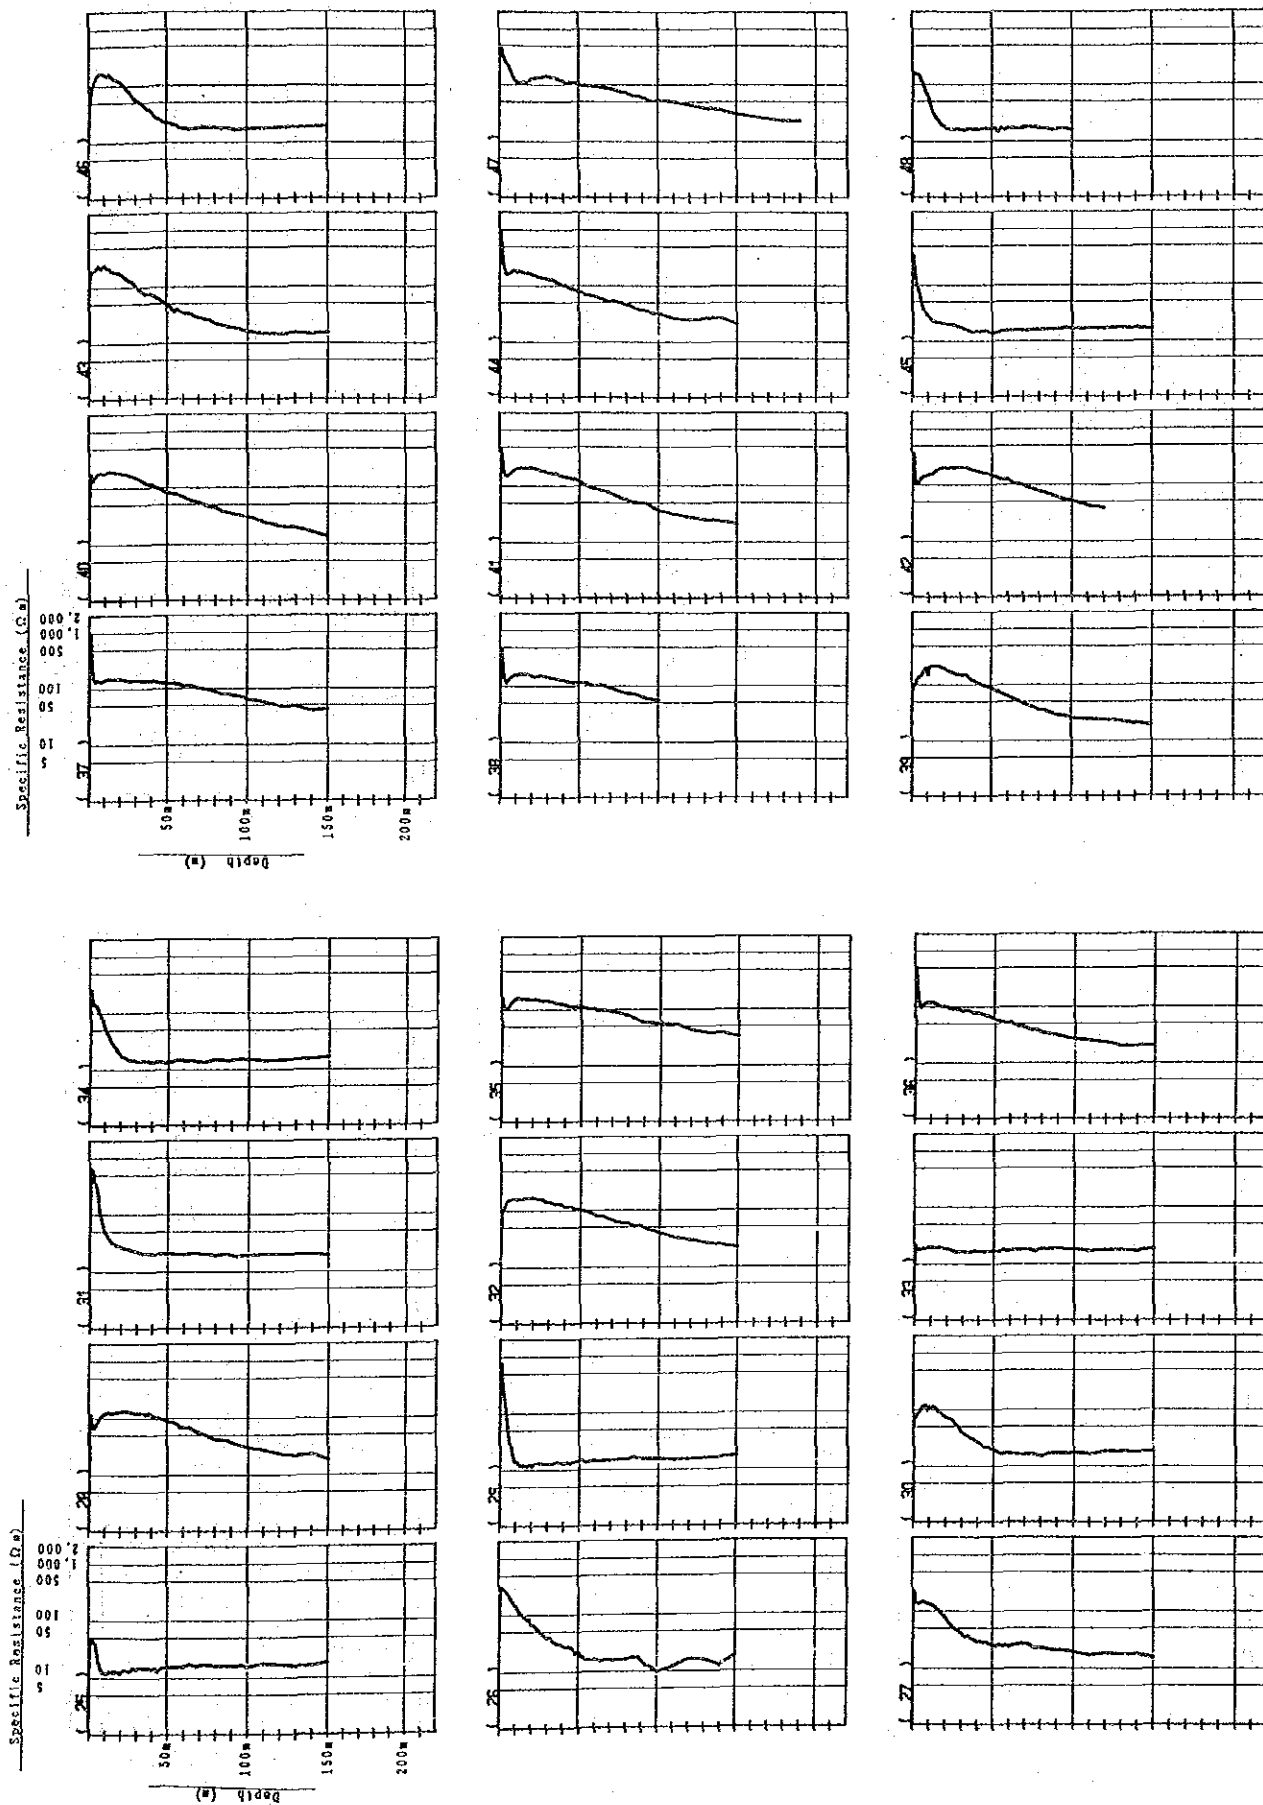 Specific Resistance (Ω m)
5
10
50
100
500
1,000
2,000
( 37 )
( 40 )
( 43 )
( 46 )
( 38 )
( 41 )
( 44 )
( 47 )
( 39 )
( 42 )
( 45 )
( 48 )
50m
100m
150m
200m
Depth (m)
Specific Resistance (Ω m)
5
10
50
100
500
1,000
2,000
( 25 )
( 28 )
( 31 )
( 34 )
( 26 )
( 29 )
( 32 )
( 35 )
( 27 )
( 30 )
( 33 )
( 36 )
50m
100m
150m
200m
Depth (m)